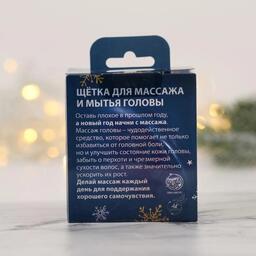 ЩЁТКА ДЛЯ МАССАЖА
И МЫТЬЯ ГОЛОВЫ
Оставь плохое в прошлом году,
а новый год начни с массажа.
Массаж головы – чудодейственное
средство, которое помогает не только
избавиться от головной боли,
но и улучшить состояние кожи головы,
забыть о перхоти и чрезмерной
сухости волос, а также значительно
ускорить их рост.
Делай массаж каждый
день для поддержания
хорошего самочувствия.